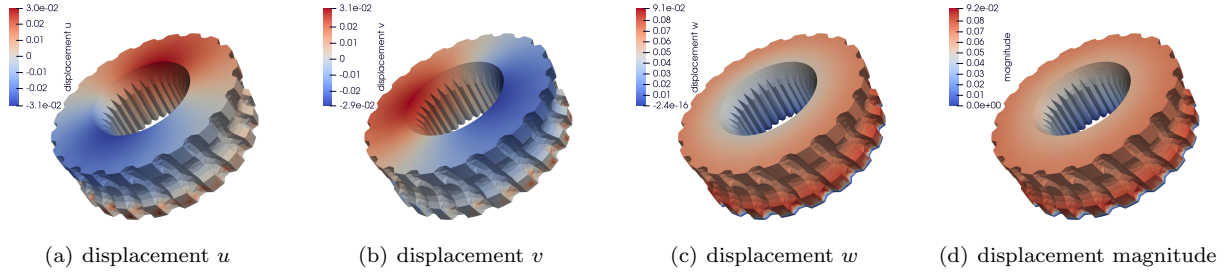 3.0e-02
0.02
0.01
0
-0.01
-0.02
-3.1e-02
displacement u
3.1e-02
0.02
0.01
0
-0.01
-0.02
-2.9e-02
displacement v
9.1e-02
0.08
0.07
0.06
0.05
0.04
0.03
0.02
0.01
-2.4e-16
displacement w
9.2e-02
0.08
0.07
0.06
0.05
0.04
0.03
0.02
0.01
0.0e+00
magnitude
(a) displacement u
(b) displacement v
(c) displacement w
(d) displacement magnitude